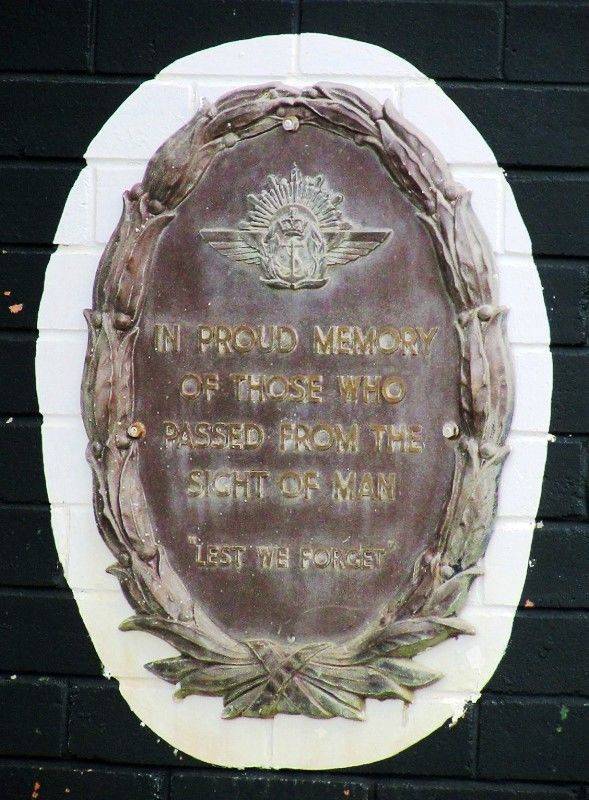 IN PROUD MEMORY
OF THOSE WHO
PASSED FROM THE
SIGHT OF MAN
"LEST WE FORGET"